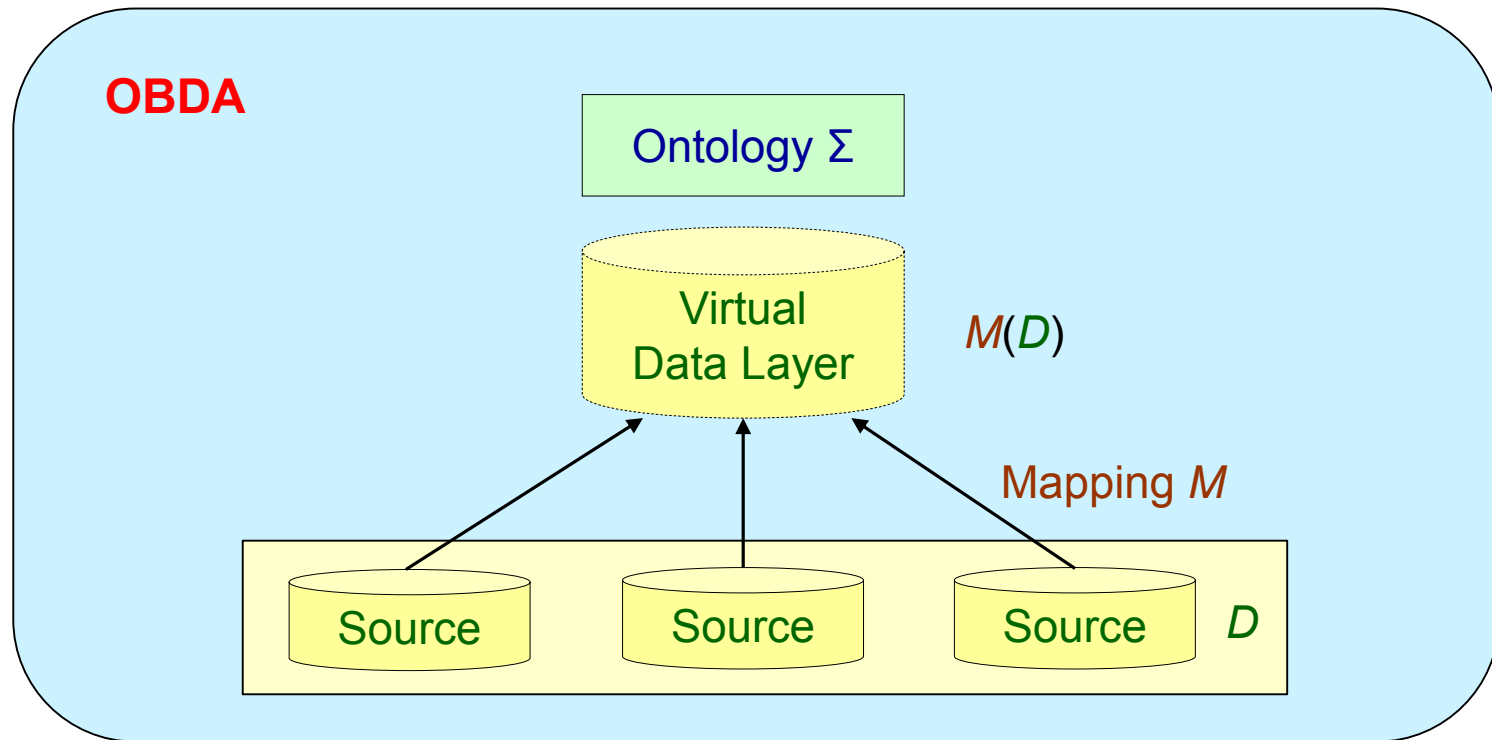 OBDA
Ontology Σ
Virtual
Data Layer
M(D)
Mapping M
Source
Source
Source
D